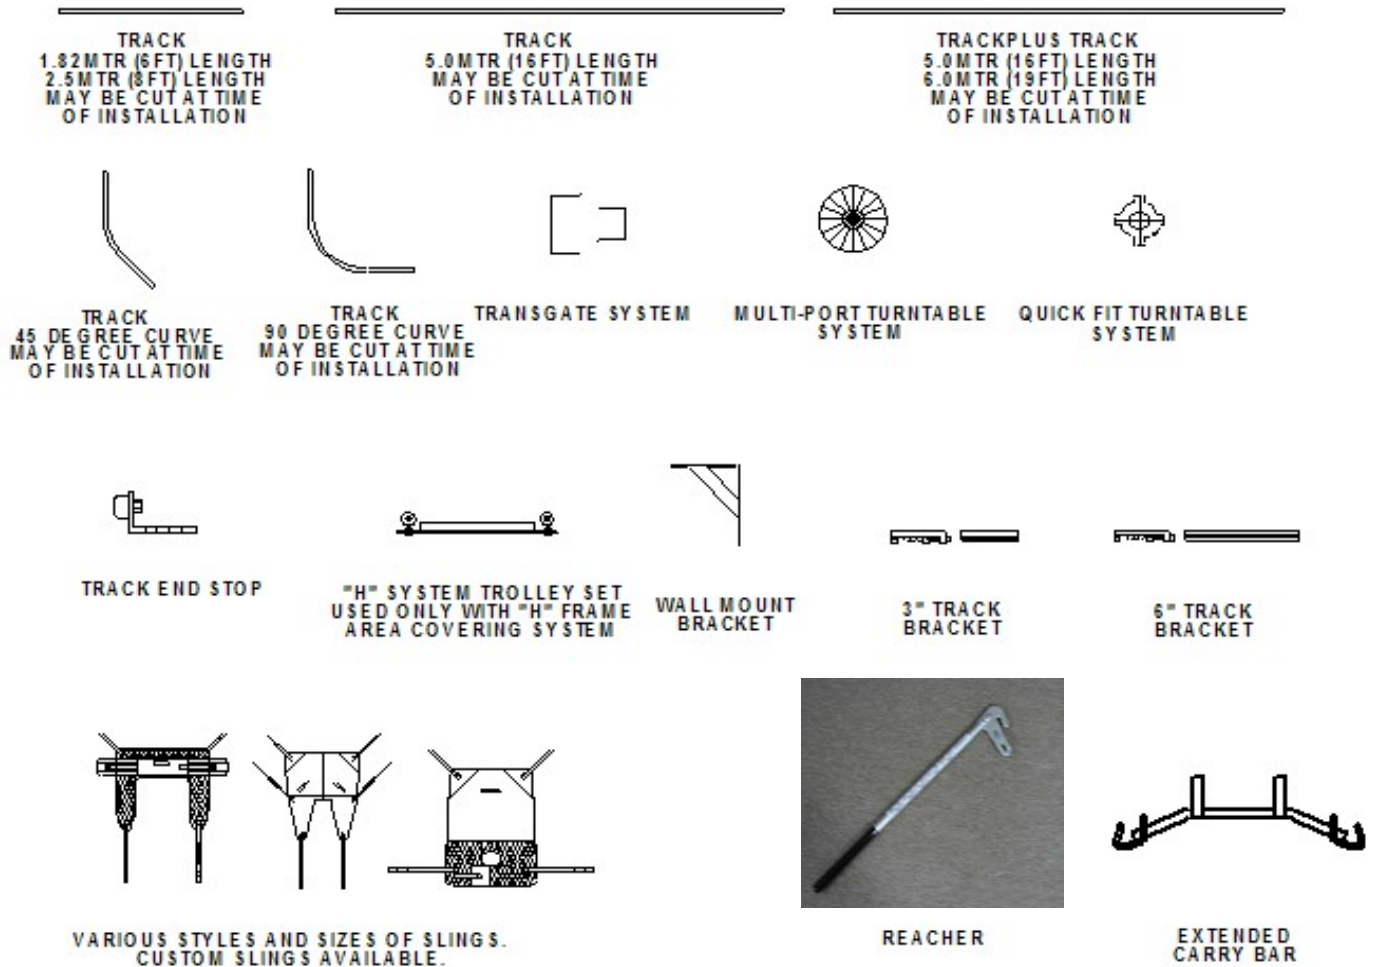 TRACK
1.82MTR (6FT) LENGTH
2.5MTR (8FT) LENGTH
MAY BE CUT AT TIME
OF INSTALLATION
TRACK
5.0MTR (16FT) LENGTH
MAY BE CUT AT TIME
OF INSTALLATION
TRACKPLUS TRACK
5.0MTR (16FT) LENGTH
6.0MTR (19FT) LENGTH
MAY BE CUT AT TIME
OF INSTALLATION
TRACK
45 DEGREE CURVE
MAY BE CUT AT TIME
OF INSTALLATION
TRACK
90 DEGREE CURVE
MAY BE CUT AT TIME
OF INSTALLATION
TRANSGATE SYSTEM
MULTI-PORT TURNTABLE
SYSTEM
QUICK FIT TURNTABLE
SYSTEM
TRACK END STOP
"H" SYSTEM TROLLEY SET
USED ONLY WITH "H" FRAME
AREA COVERING SYSTEM
WALL MOUNT
BRACKET
3" TRACK
BRACKET
6" TRACK
BRACKET
VARIOUS STYLES AND SIZES OF SLINGS.
CUSTOM SLINGS AVAILABLE.
REACHER
EXTENDED
CARRY BAR